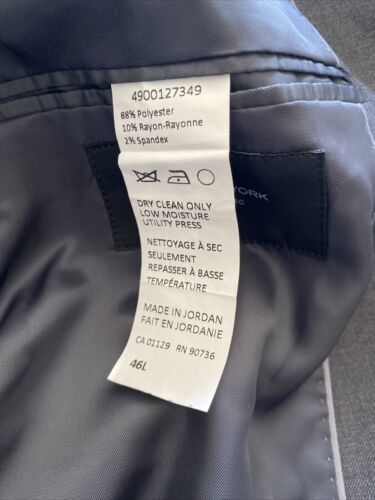 4900127349
88% Polyester
10% Rayon-Rayonne
2% Spandex
DRY CLEAN ONLY
LOW MOISTURE
UTILITY PRESS
NETTOYAGE À SEC
SEULEMENT
REPASSER À BASSE
TEMPÉRATURE
MADE IN JORDAN
FAIT EN JORDANIE
CA 01129 RN 90736
46L
YORK